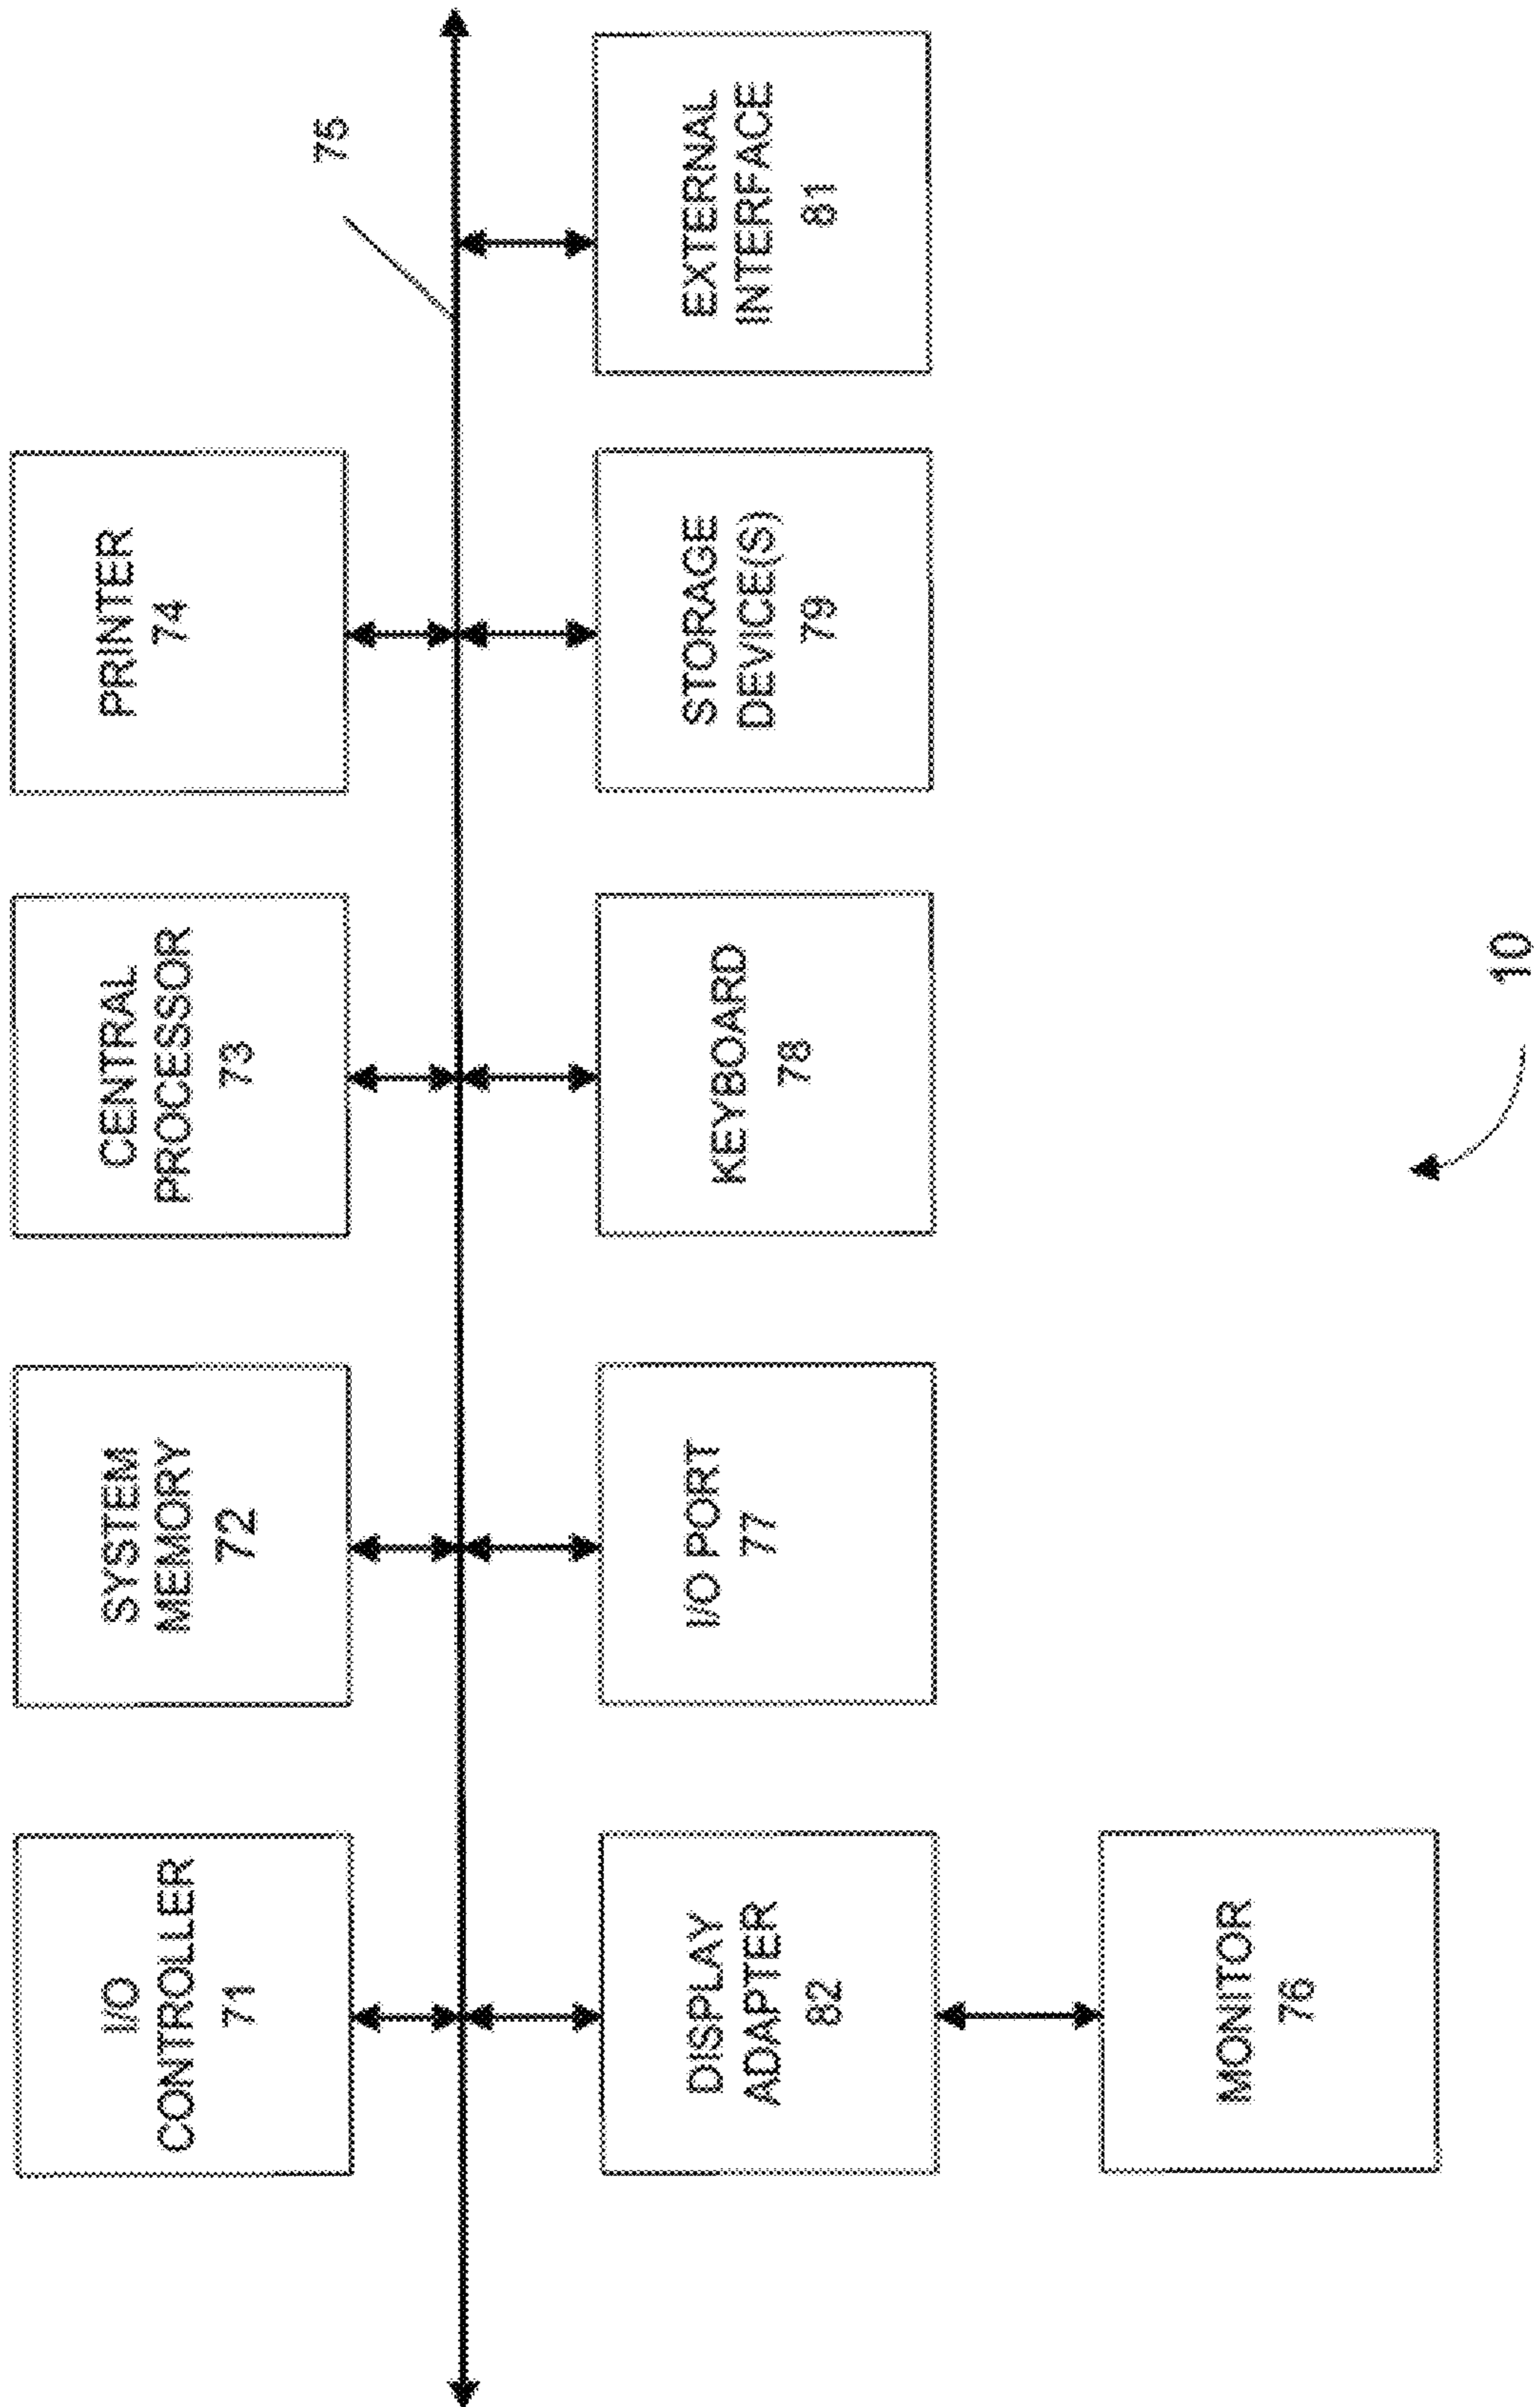 I/O
CONTROLLER
71
SYSTEM
MEMORY
72
CENTRAL
PROCESSOR
73
PRINTER
74
75
DISPLAY
ADAPTER
82
I/O PORT
77
KEYBOARD
78
STORAGE
DEVICE(S)
79
EXTERNAL
INTERFACE
81
MONITOR
76
10